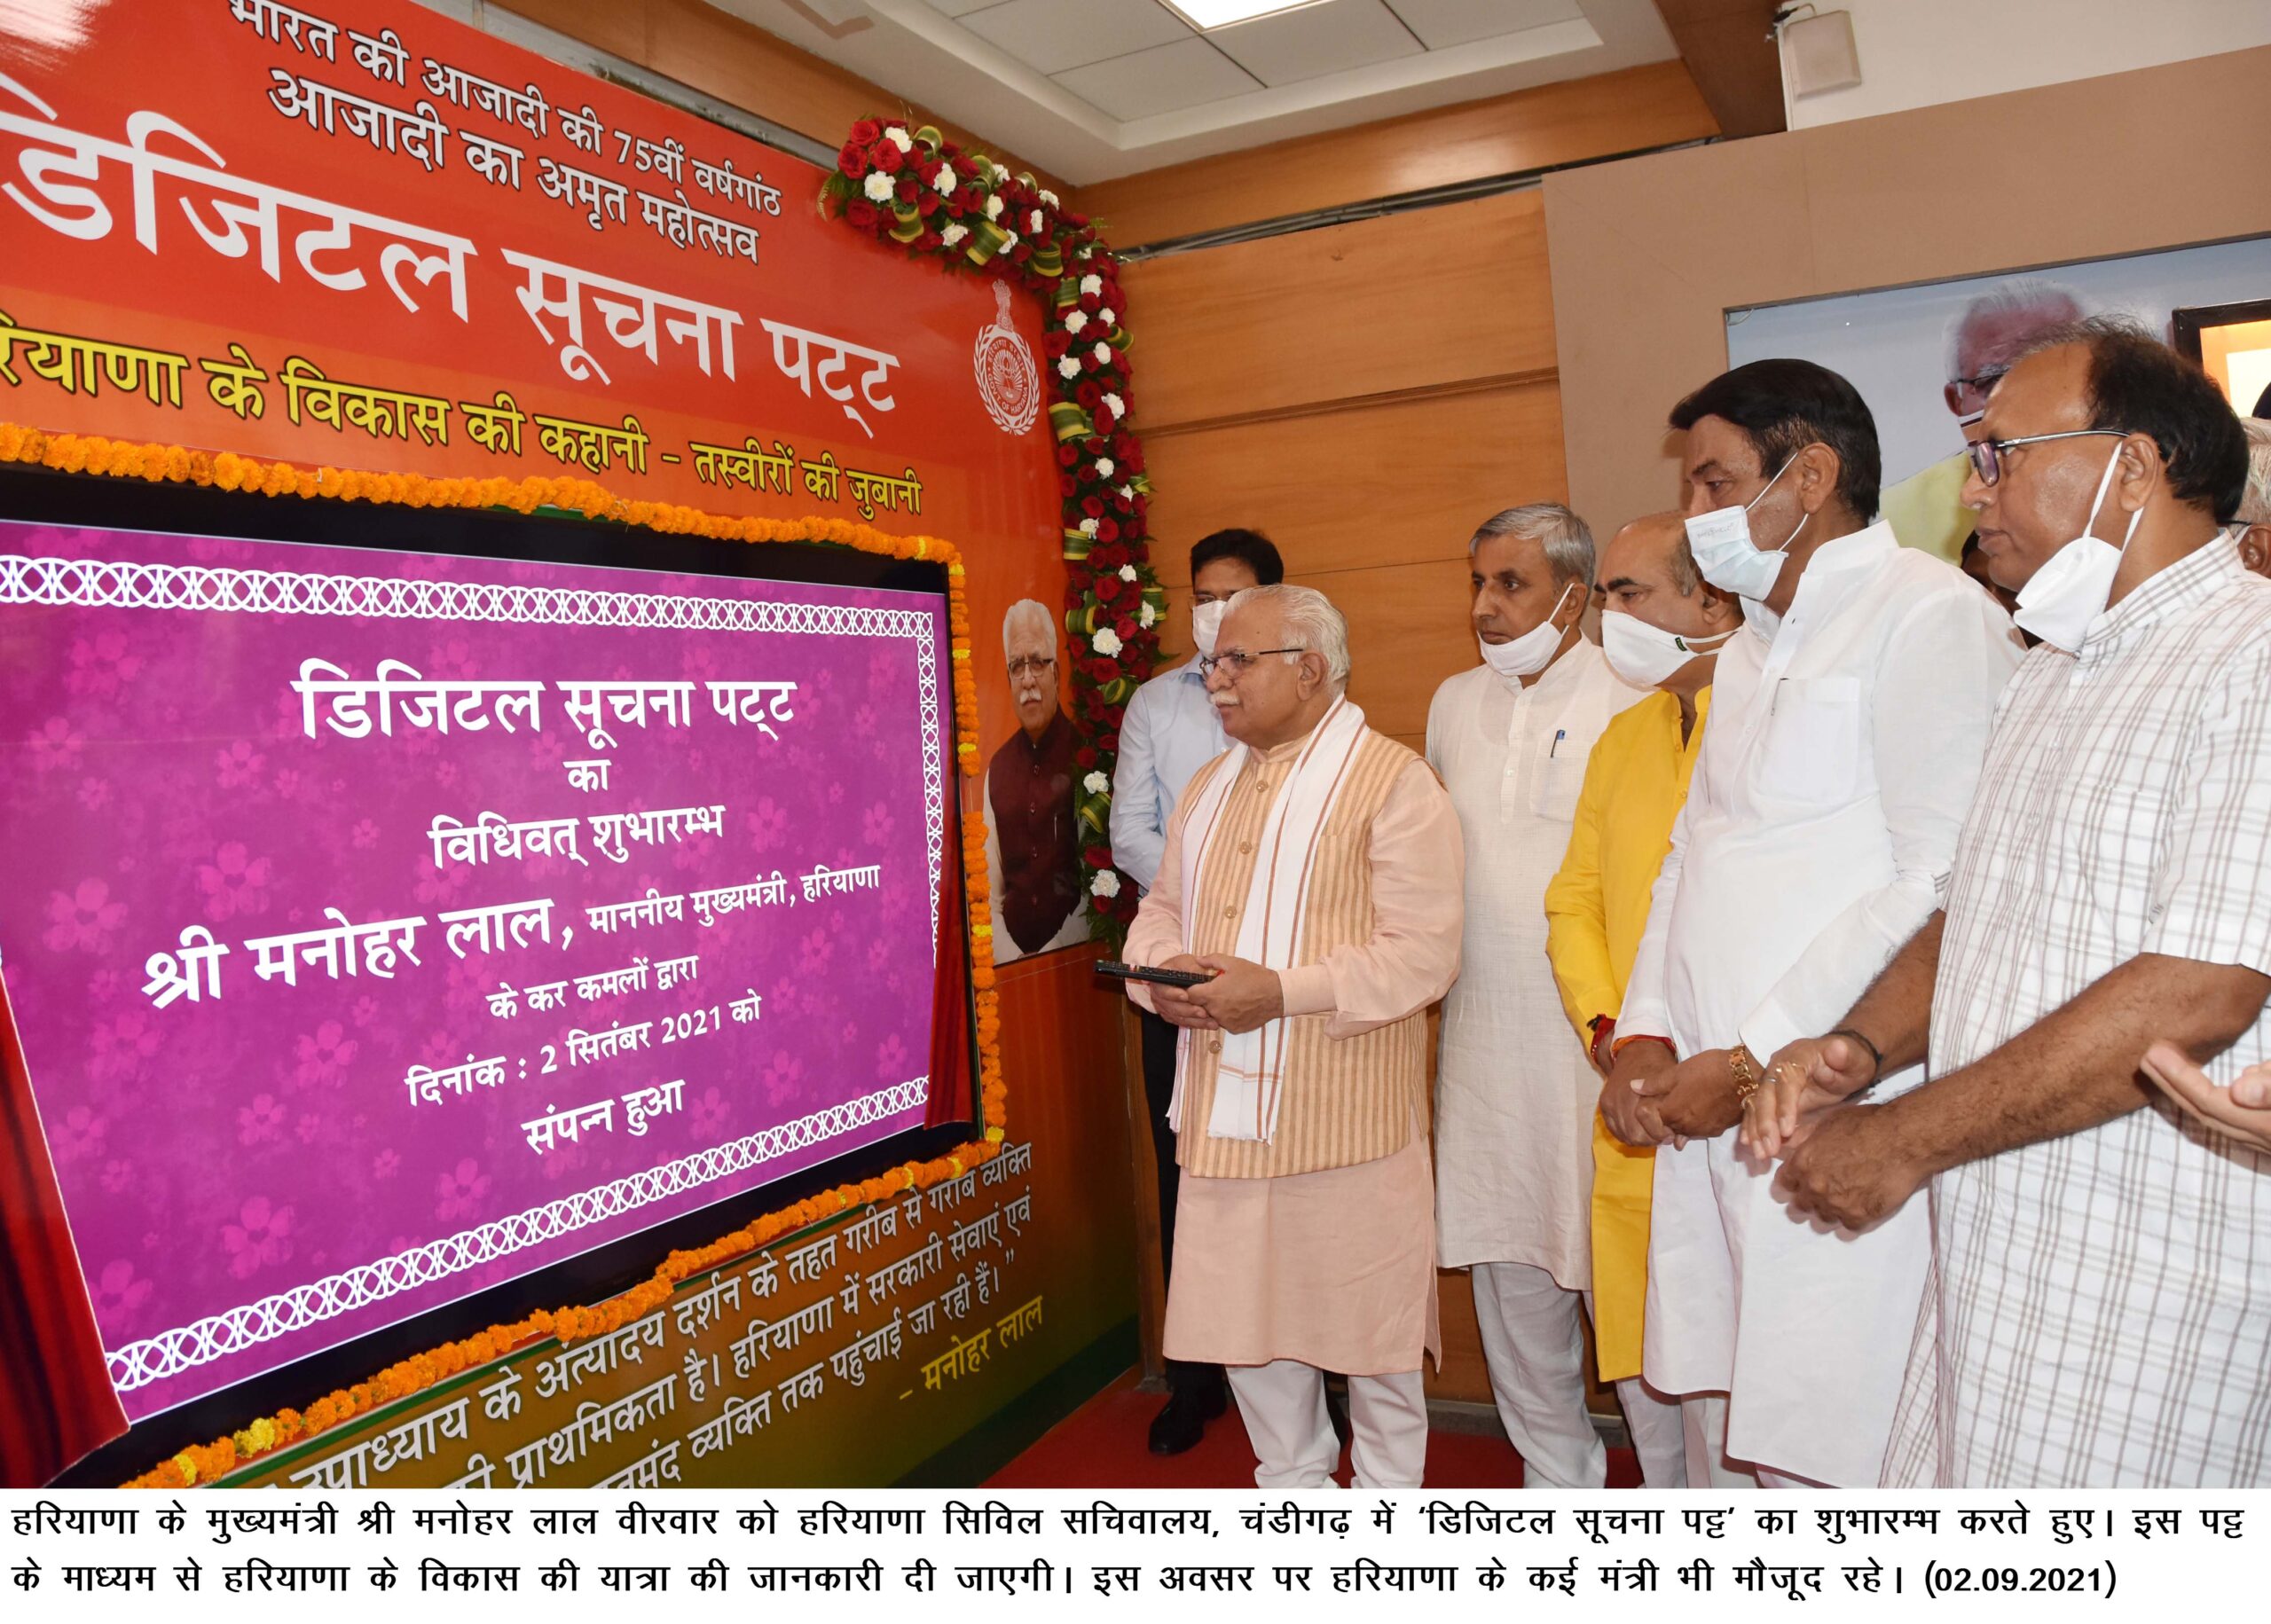 भारत की आजादी की 75वीं वर्षगांठ
आजादी का अमृत महोत्सव
डिजिटल सूचना पट्ट
रियाणा के विकास की कहानी - तस्वीरों की जुबानी
डिजिटल सूचना पट्ट
का
विधिवत् शुभारम्भ
श्री मनोहर लाल, माननीय मुख्यमंत्री, हरियाणा
के कर कमलों द्वारा
दिनांक : 2 सितंबर 2021 को
संपन्न हुआ
उपाध्याय के अंत्योदय दर्शन के तहत गरीब से गरीब व्यक्ति
की प्राथमिकता है। हरियाणा में सरकारी सेवाएं एवं
व्यक्ति तक पहुंचाई जा रही हैं।”
- मनोहर लाल
हरियाणा के मुख्यमंत्री श्री मनोहर लाल वीरवार को हरियाणा सिविल सचिवालय, चंडीगढ़ में ‘डिजिटल सूचना पट्ट’ का शुभारम्भ करते हुए। इस पट्ट
के माध्यम से हरियाणा के विकास की यात्रा की जानकारी दी जाएगी। इस अवसर पर हरियाणा के कई मंत्री भी मौजूद रहे। (02.09.2021)